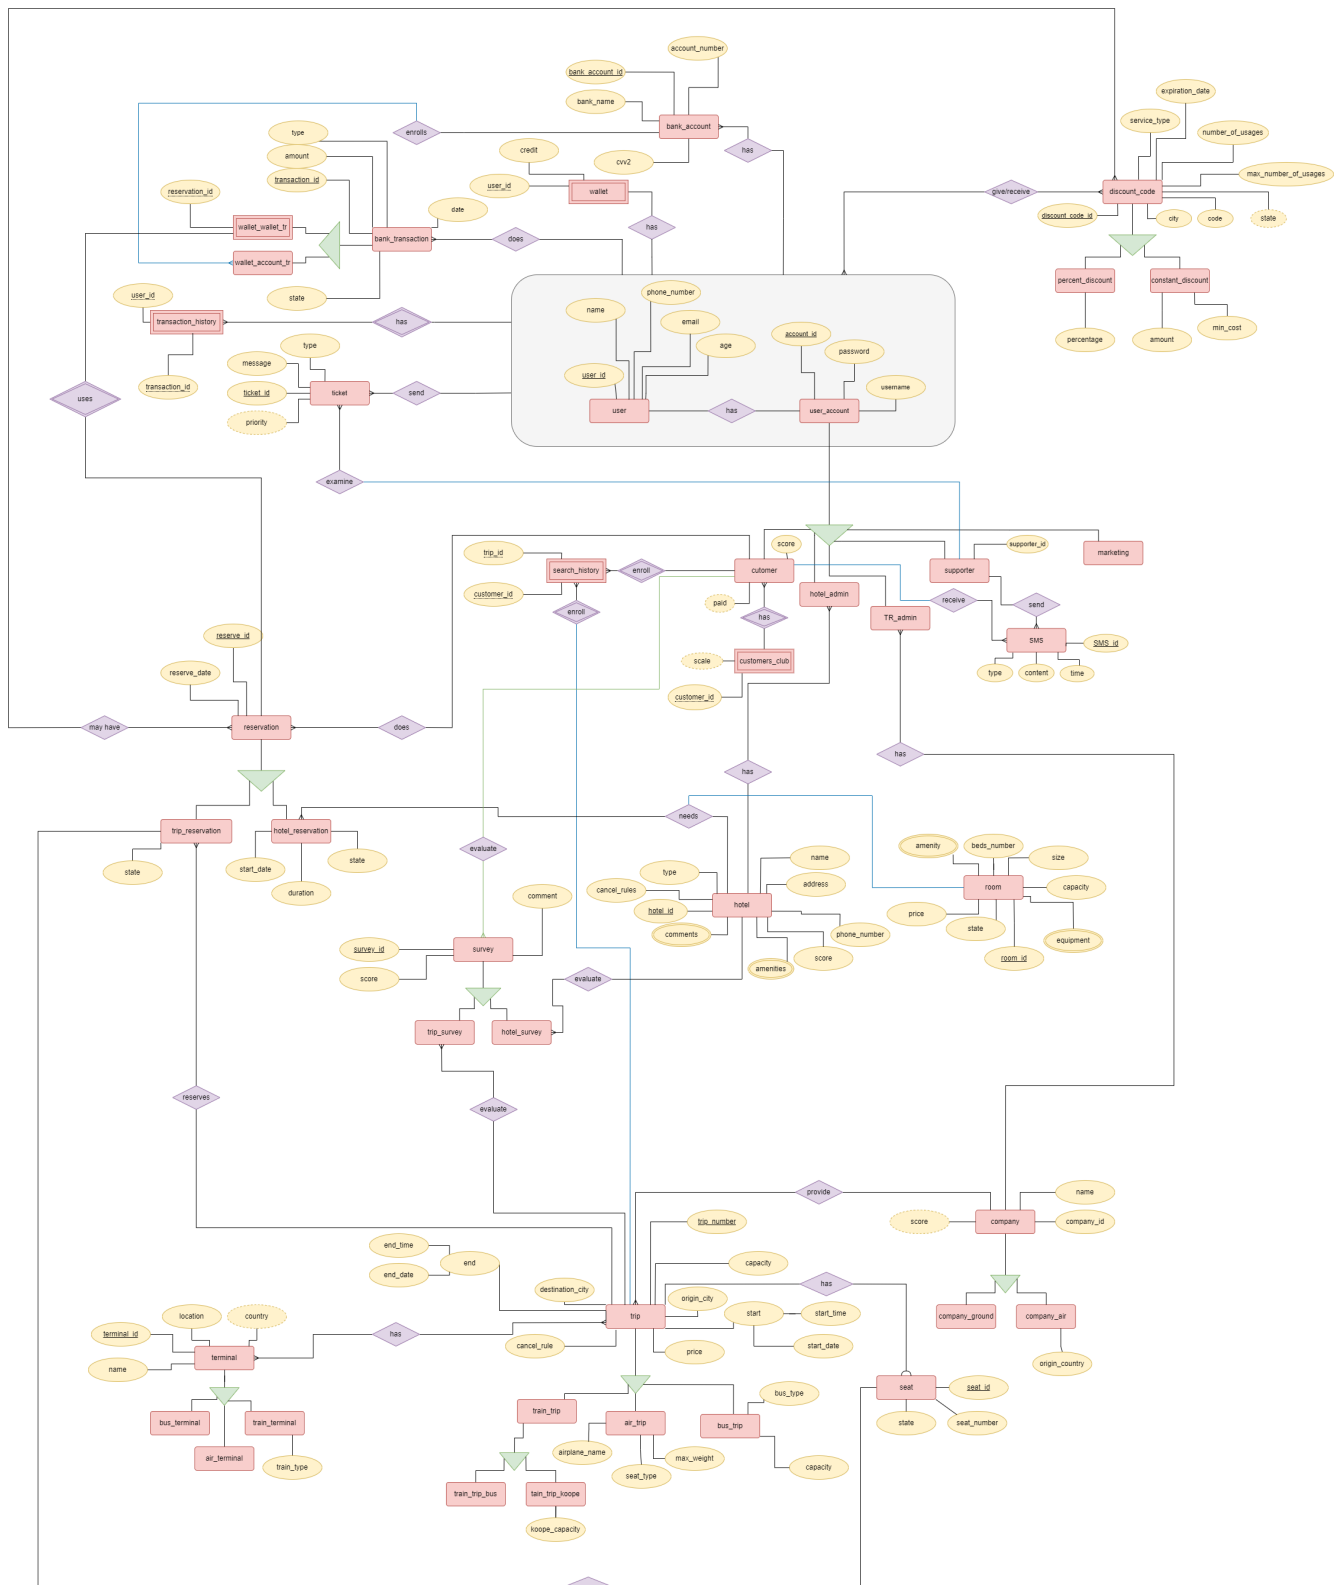 account_number
bank_account_id
bank_name
bank_account
enrolls
has
cvv2
type
amount
transaction_id
reservation_id
credit
user_id
wallet
has
date
wallet_wallet_tr
bank_transaction
does
wallet_account_tr
state
expiration_date
service_type
number_of_usages
max_number_of_usages
give/receive
discount_code
discount_code_id
city
code
state
percent_discount
constant_discount
percentage
amount
min_cost
user_id
transaction_history
has
transaction_id
uses
type
message
ticket_id
ticket
send
priority
examine
phone_number
name
email
age
user_id
user
has
account_id
password
username
user_account
trip_id
search_history
customer_id
enroll
enroll
score
cutomer
paid
has
scale
customers_club
customer_id
hotel_admin
TR_admin
supporter_id
supporter
marketing
receive
send
SMS
SMS_id
type
content
time
reserve_id
reserve_date
may have
reservation
does
has
has
trip_reservation
hotel_reservation
state
start_date
state
duration
needs
evaluate
comment
survey_id
survey
score
evaluate
trip_survey
hotel_survey
evaluate
reserves
type
name
cancel_rules
address
hotel_id
hotel
comments
phone_number
amenities
score
amenity
beds_number
size
room
capacity
price
state
equipment
room_id
provide
name
score
company
company_id
company_ground
company_air
origin_country
trip_number
end_time
end
end_date
capacity
destination_city
origin_city
start
start_time
start_date
has
trip
cancel_rule
price
location
country
terminal_id
terminal
name
has
bus_terminal
train_terminal
air_terminal
train_type
train_trip
air_trip
bus_trip
bus_type
airplane_name
max_weight
seat_type
capacity
train_trip_bus
tain_trip_koope
koope_capacity
seat
seat_id
state
seat_number